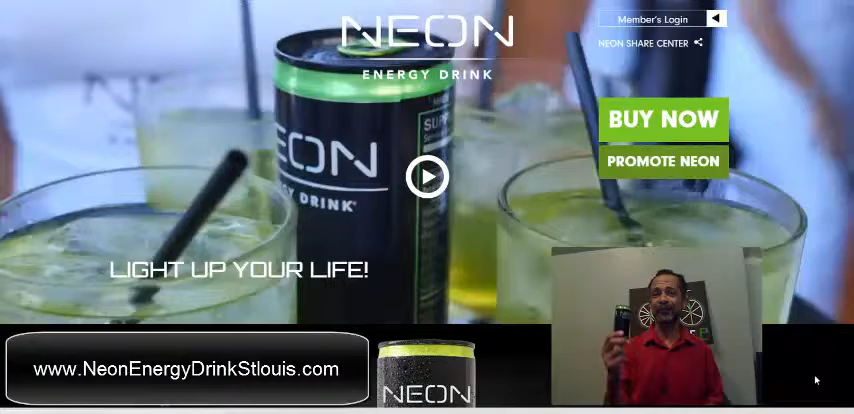 NEON
ENERGY DRINK
Member's Login
NEON SHARE CENTER
BUY NOW
PROMOTE NEON
EON
DRINK
LIGHT UP YOUR LIFE!
www.NeonEnergyDrinkStlouis.com
NEON